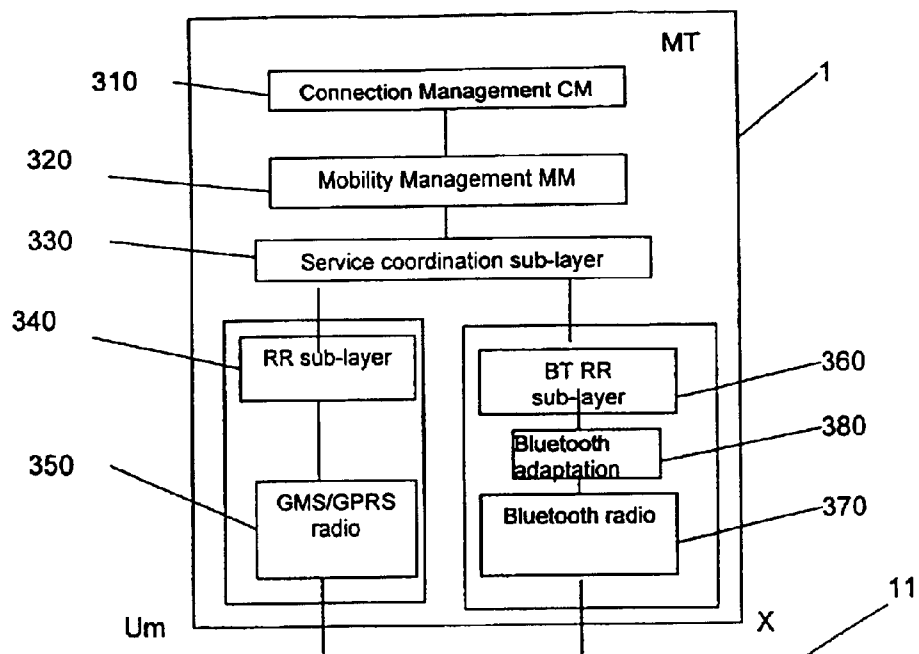 MT
1
310
Connection Management CM
320
Mobility Management MM
330
Service coordination sub-layer
340
RR sub-layer
BT RR
sub-layer
360
380
Bluetooth
adaptation
350
GMS/GPRS
radio
Bluetooth radio
370
11
Um
X